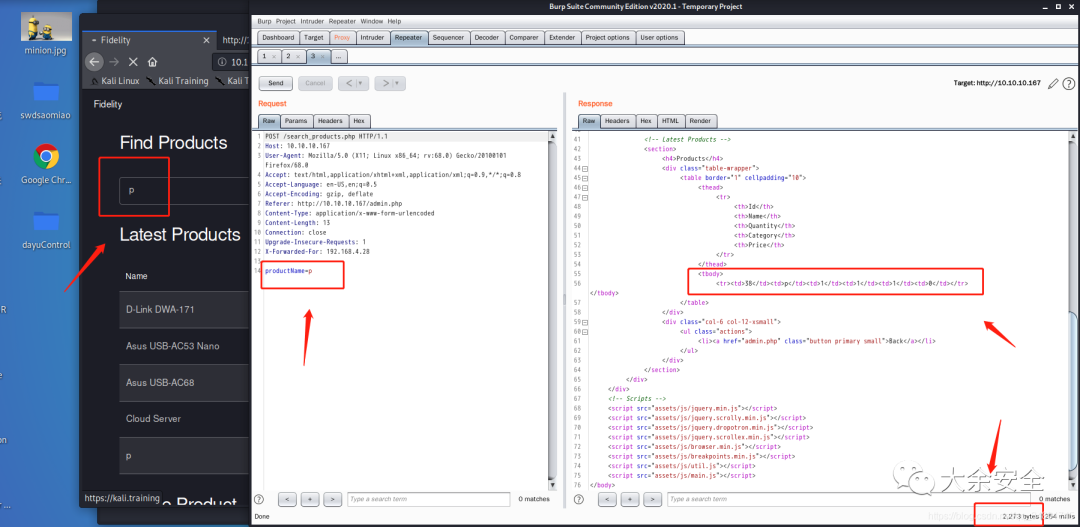 Burp Suite Community Edition v2020.1 - Temporary Project
minion.jpg
swdsaomiao
Google Chr...
dayuControl
Fidelity
http://
10.1
Kali Linux
Kali Training
Kali T
Fidelity
Find Products
p
Latest Products
Name
D-Link DWA-171
Asus USB-AC53 Nano
Asus USB-AC68
Cloud Server
p
Product
https://kali.training
Burp Project Intruder Repeater Window Help
Dashboard Target Proxy Intruder Repeater Sequencer Decoder Comparer Extender Project options User options
1 × 2 × 3 × ...
Send Cancel < > Target: http://10.10.10.167
Request
Raw Params Headers Hex
1 POST /search_products.php HTTP/1.1
2 Host: 10.10.10.167
3 User-Agent: Mozilla/5.0 (X11; Linux x86_64; rv:68.0) Gecko/20100101
Firefox/68.0
4 Accept: text/html,application/xhtml+xml,application/xml;q=0.9,*/*;q=0.8
5 Accept-Language: en-US,en;q=0.5
6 Accept-Encoding: gzip, deflate
7 Referer: http://10.10.10.167/admin.php
8 Content-Type: application/x-www-form-urlencoded
9 Content-Length: 13
10 Connection: close
11 Upgrade-Insecure-Requests: 1
12 X-Forwarded-For: 192.168.4.28
13
14 productName=p
? < + > Type a search term 0 matches
Done
Response
Raw Headers Hex HTML Render
41 <!-- Latest Products -->
42 <section>
43 <h4>Products</h4>
44 <div class="table-wrapper">
45 <table border="1" cellpadding="10">
46 <thead>
47 <tr>
48 <th>Id</th>
49 <th>Name</th>
50 <th>Quantity</th>
51 <th>Category</th>
52 <th>Price</th>
53 </tr>
54 </thead>
55 <tbody>
56 <tr><td>38</td><td>p</td><td>1</td><td>1</td><td>1</td><td>0</td></tr>
</tbody>
57 </table>
58 </div>
59 <div class="col-6 col-12-xsmall">
60 <ul class="actions">
61 <li><a href="admin.php" class="button primary small">Back</a></li>
62 </ul>
63 </div>
64 </section>
65 </div>
66 </div>
67 <!-- Scripts -->
68 <script src="assets/js/jquery.min.js"></script>
69 <script src="assets/js/jquery.scrolly.min.js"></script>
70 <script src="assets/js/jquery.dropotron.min.js"></script>
71 <script src="assets/js/jquery.scrollex.min.js"></script>
72 <script src="assets/js/browser.min.js"></script>
73 <script src="assets/js/breakpoints.min.js"></script>
74 <script src="assets/js/util.js"></script>
75 <script src="assets/js/main.js"></script>
76 </body>
? < + > Type a search term 0 matches
大余安全
2,273 bytes
254 millis